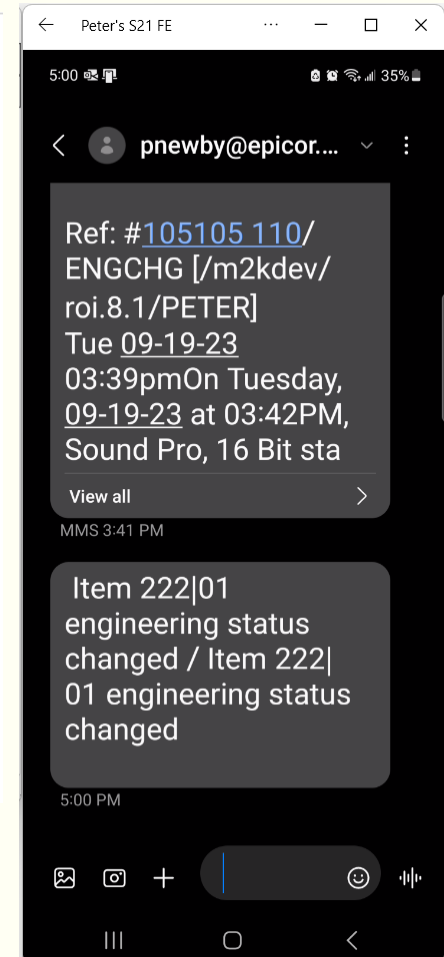 Peter's S21 FE
5:00
35%
pnewby@epicor....
Ref: #105105 110/
ENGCHG [/m2kdev/
roi.8.1/PETER]
Tue 09-19-23
03:39pmOn Tuesday,
09-19-23 at 03:42PM,
Sound Pro, 16 Bit sta
View all
MMS 3:41 PM
Item 222|01
engineering status
changed / Item 222|
01 engineering status
changed
5:00 PM